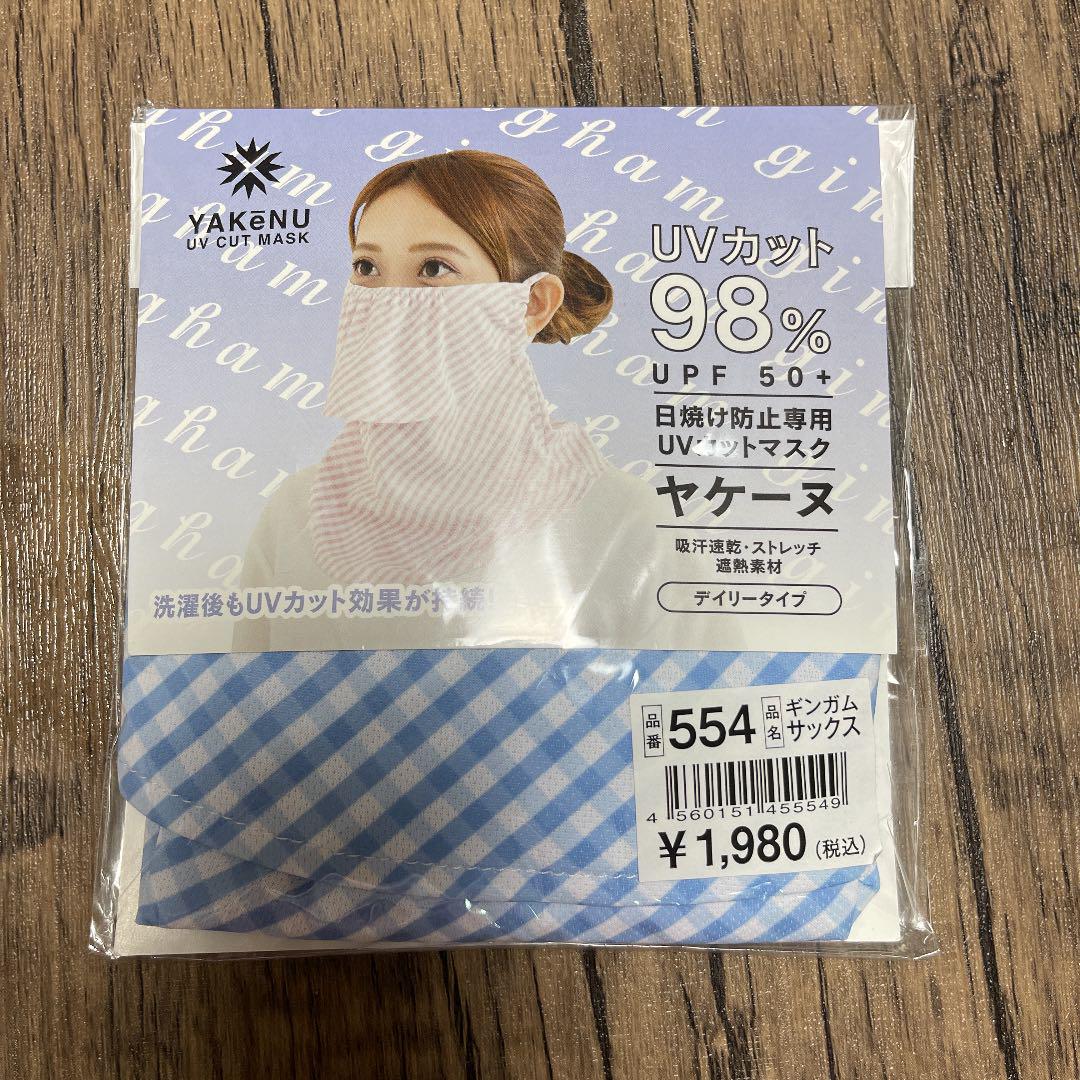 YAKēNU
UV CUT MASK
gingham
UVカット
98%
UPF 50+
日焼け防止専用
UVカットマスク
ヤケーヌ
吸汗速乾・ストレッチ
遮熱素材
デイリータイプ
洗濯後もUVカット効果が持続!
品番 554 品名 ギンガム
サックス
4 560151 455549
¥1,980(税込)